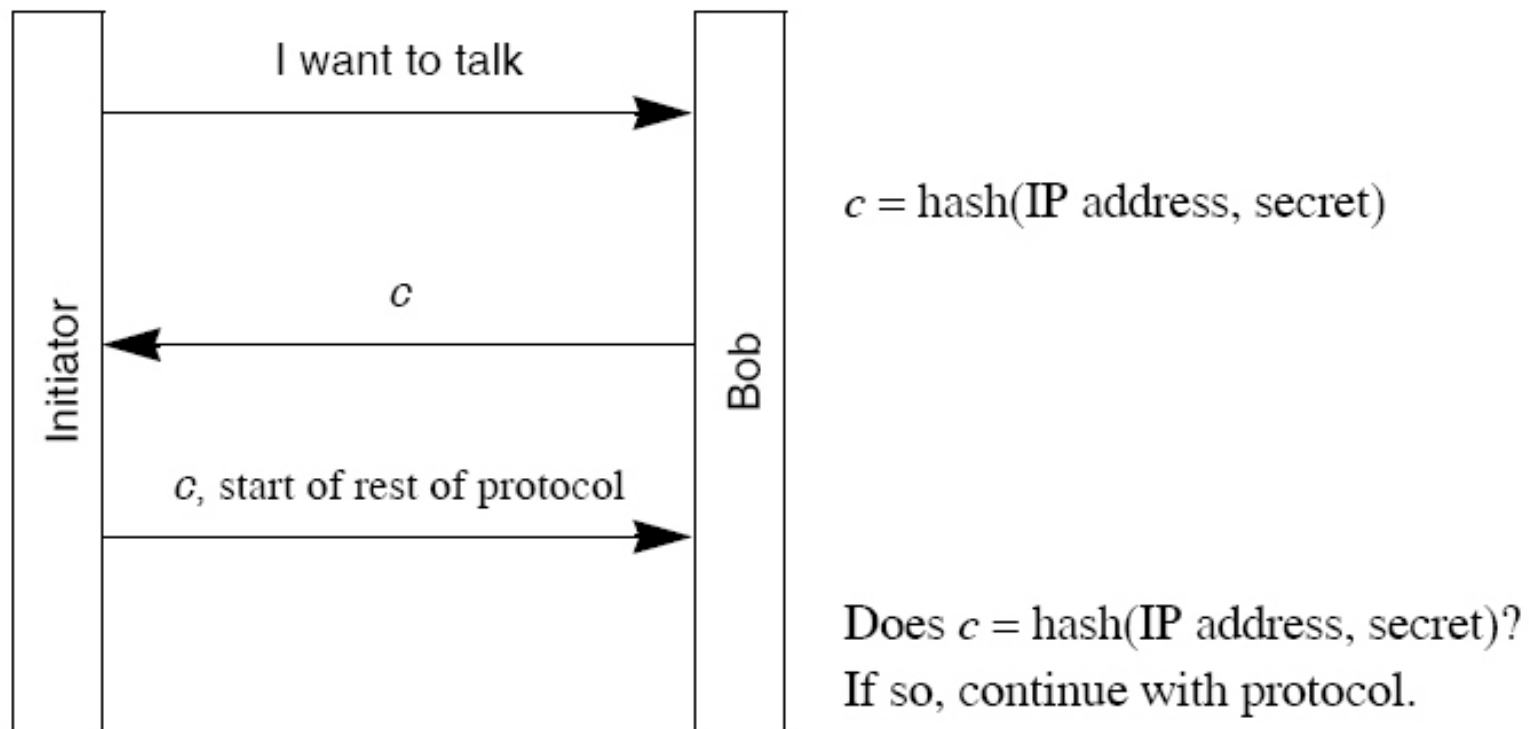 I want to talk
c = hash(IP address, secret)
c
Initiator
Bob
c, start of rest of protocol
Does c = hash(IP address, secret)?
If so, continue with protocol.